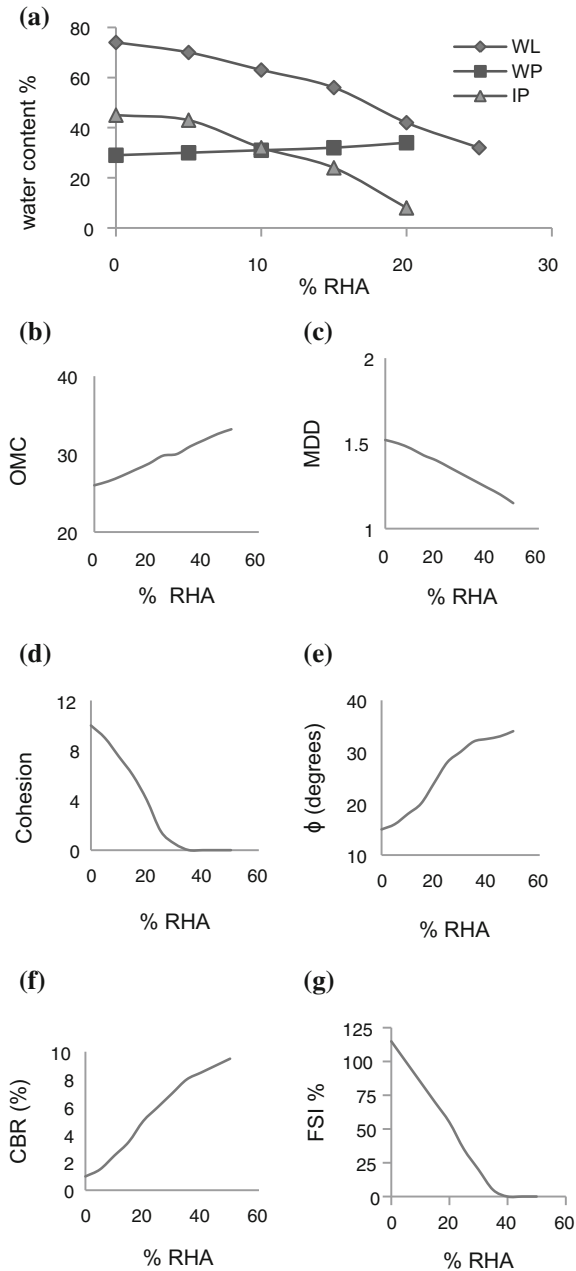 (a)
water content %
80
60
40
20
0
0 10 20 30
% RHA
WL
WP
IP
(b)
OMC
40
30
20
0 20 40 60
% RHA
(c)
MDD
2
1.5
1
0 20 40 60
% RHA
(d)
Cohesion
12
8
4
0
0 20 40 60
% RHA
(e)
ϕ (degrees)
40
30
20
10
0 20 40 60
% RHA
(f)
CBR (%)
10
8
6
4
2
0
0 20 40 60
% RHA
(g)
FSI %
125
100
75
50
25
0
0 20 40 60
% RHA